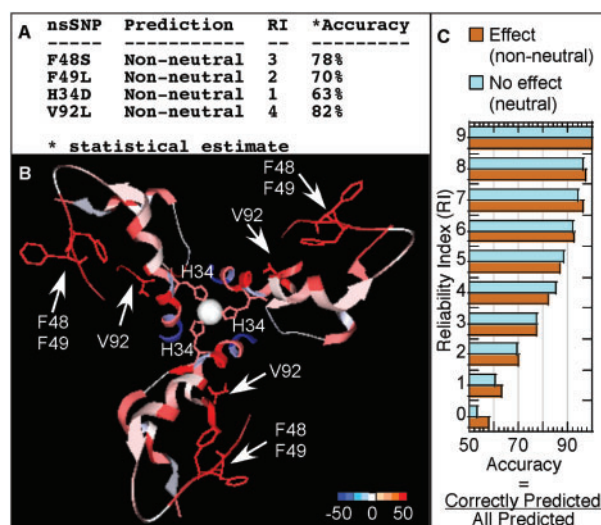 A
nsSNP Prediction RI *Accuracy
----- ---------- -- ---------
F48S Non-neutral 3 78%
F49L Non-neutral 2 70%
H34D Non-neutral 1 63%
V92L Non-neutral 4 82%
* statistical estimate
B
F48
F49
V92
H34
F48
F49
V92
H34
H34
V92
F48
F49
-50 0 50
C
Effect
(non-neutral)
No effect
(neutral)
Reliability Index (RI)
9
8
7
6
5
4
3
2
1
0
50 70 90
Accuracy
=
Correctly Predicted
All Predicted